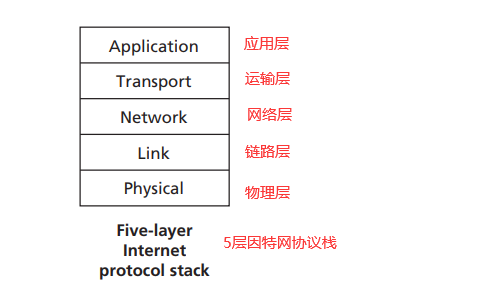 Application 应用层
Transport 运输层
Network 网络层
Link 链路层
Physical 物理层
Five-layer
Internet
protocol stack
5层因特网协议栈